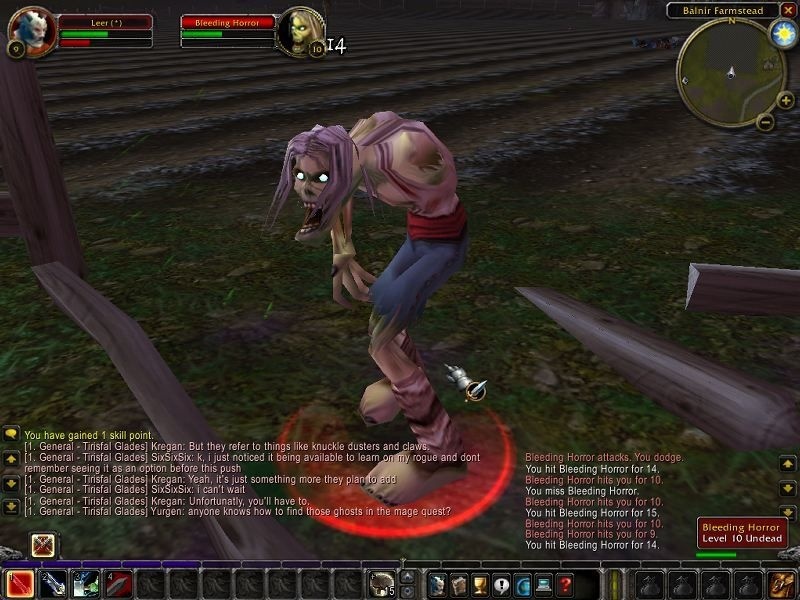 Leer (*)
9
Bleeding Horror
10
14
Balnir Farmstead
N
You have gained 1 skill point.
[1. General - Tirisfal Glades] Kregan: But they refer to things like knuckle dusters and claws.
[1. General - Tirisfal Glades] SixSixSix: k, i just noticed it being available to learn on my rogue and dont
remember seeing it as an option before this push
[1. General - Tirisfal Glades] Kregan: Yeah, it's just something more they plan to add
[1. General - Tirisfal Glades] SixSixSix: i can't wait
[1. General - Tirisfal Glades] Kregan: Unfortunatly, you'll have to.
[1. General - Tirisfal Glades] Yurgen: anyone knows how to find those ghosts in the mage quest?
Bleeding Horror attacks. You dodge.
You hit Bleeding Horror for 14.
Bleeding Horror hits you for 10.
You miss Bleeding Horror.
Bleeding Horror hits you for 10.
You hit Bleeding Horror for 15.
Bleeding Horror hits you for 10.
Bleeding Horror hits you for 9.
You hit Bleeding Horror for 14.
Bleeding Horror
Level 10 Undead
1
2
3
4